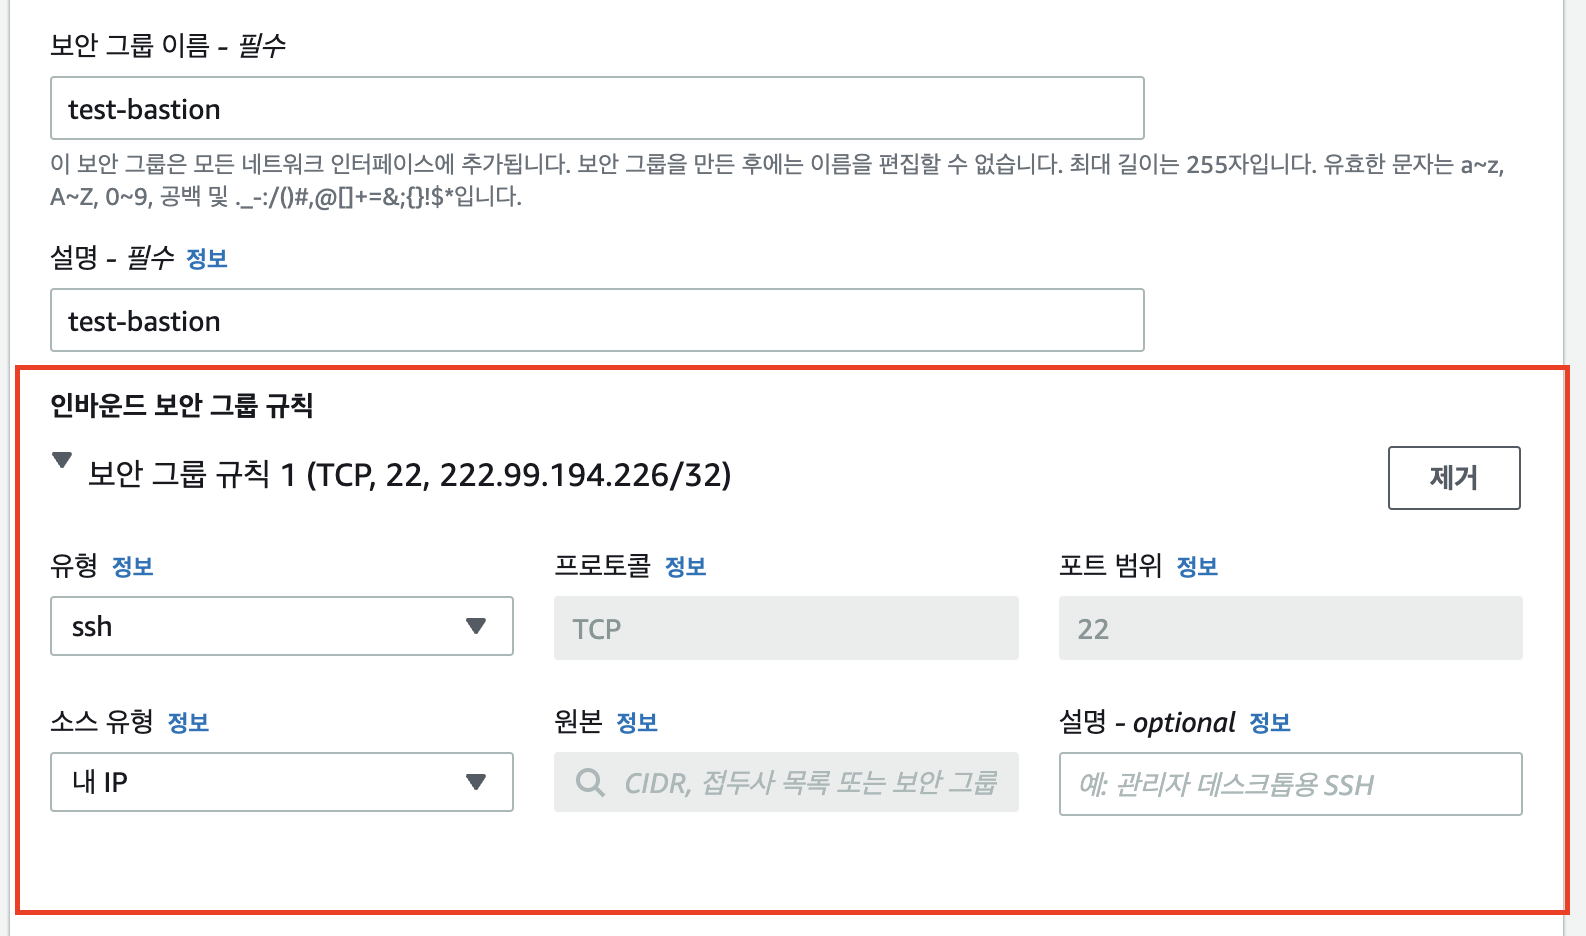 보안 그룹 이름 - 필수
test-bastion
이 보안 그룹은 모든 네트워크 인터페이스에 추가됩니다. 보안 그룹을 만든 후에는 이름을 편집할 수 없습니다. 최대 길이는 255자입니다. 유효한 문자는 a~z,
A~Z, 0~9, 공백 및 ._-:/()#,@[]+=&;{}!$*입니다.
설명 - 필수 정보
test-bastion
인바운드 보안 그룹 규칙
보안 그룹 규칙 1 (TCP, 22, 222.99.194.226/32)
제거
유형 정보
프로토콜 정보
포트 범위 정보
ssh
TCP
22
소스 유형 정보
원본 정보
설명 - optional 정보
내 IP
CIDR, 접두사 목록 또는 보안 그룹
예: 관리자 데스크톱용 SSH